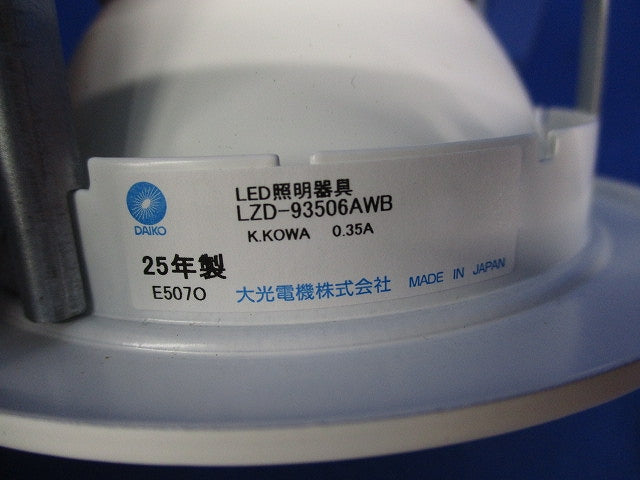 DAIKO
LED照明器具
LZD-93506AWB
K.KOWA 0.35A
25年製
E507O
大光電機株式会社 MADE IN JAPAN